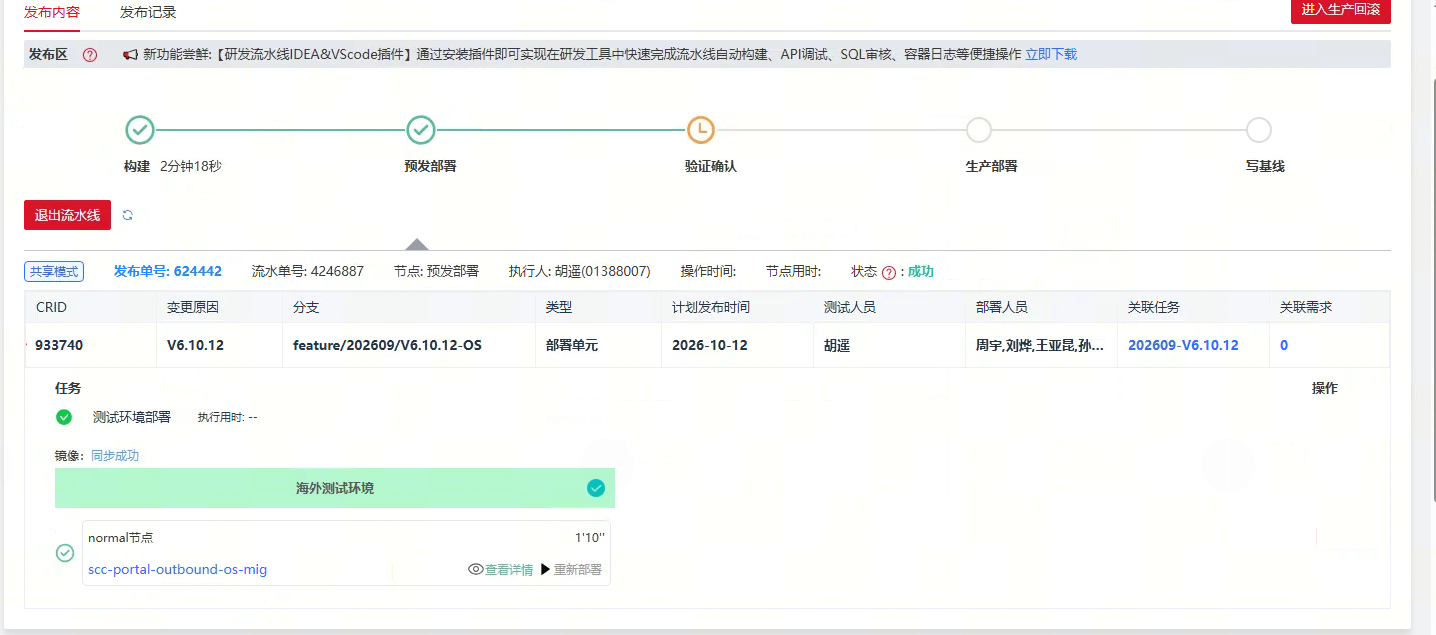 发布内容 发布记录 进入生产回滚
发布区 ? 新功能尝鲜:【研发流水线IDEA&VScode插件】通过安装插件即可实现在研发工具中快速完成流水线自动构建、API调试、SQL审核、容器日志等便捷操作 立即下载
构建 2分钟18秒 预发部署 验证确认 生产部署 写基线
退出流水线
共享模式 发布单号: 624442 流水单号: 4246887 节点: 预发部署 执行人: 胡遥(01388007) 操作时间: 节点用时: 状态 ? : 成功
CRID 变更原因 分支 类型 计划发布时间 测试人员 部署人员 关联任务 关联需求
933740 V6.10.12 feature/202609/V6.10.12-OS 部署单元 2026-10-12 胡遥 周宇,刘烨,王亚昆,孙... 202609-V6.10.12 0
任务 操作
测试环境部署 执行用时: --
镜像: 同步成功
海外测试环境
normal节点 1'10''
scc-portal-outbound-os-mig 查看详情 重新部署